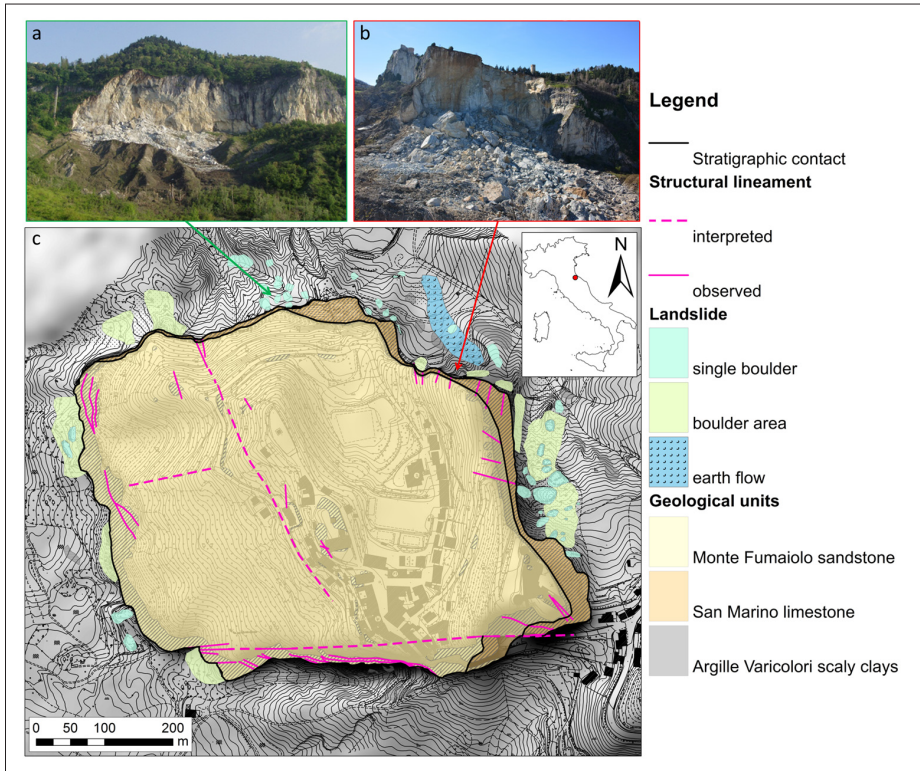 a
b
c
N
0 50 100 200
m
Legend
Stratigraphic contact
Structural lineament
interpreted
observed
Landslide
single boulder
boulder area
earth flow
Geological units
Monte Fumaiolo sandstone
San Marino limestone
Argille Varicolori scaly clays